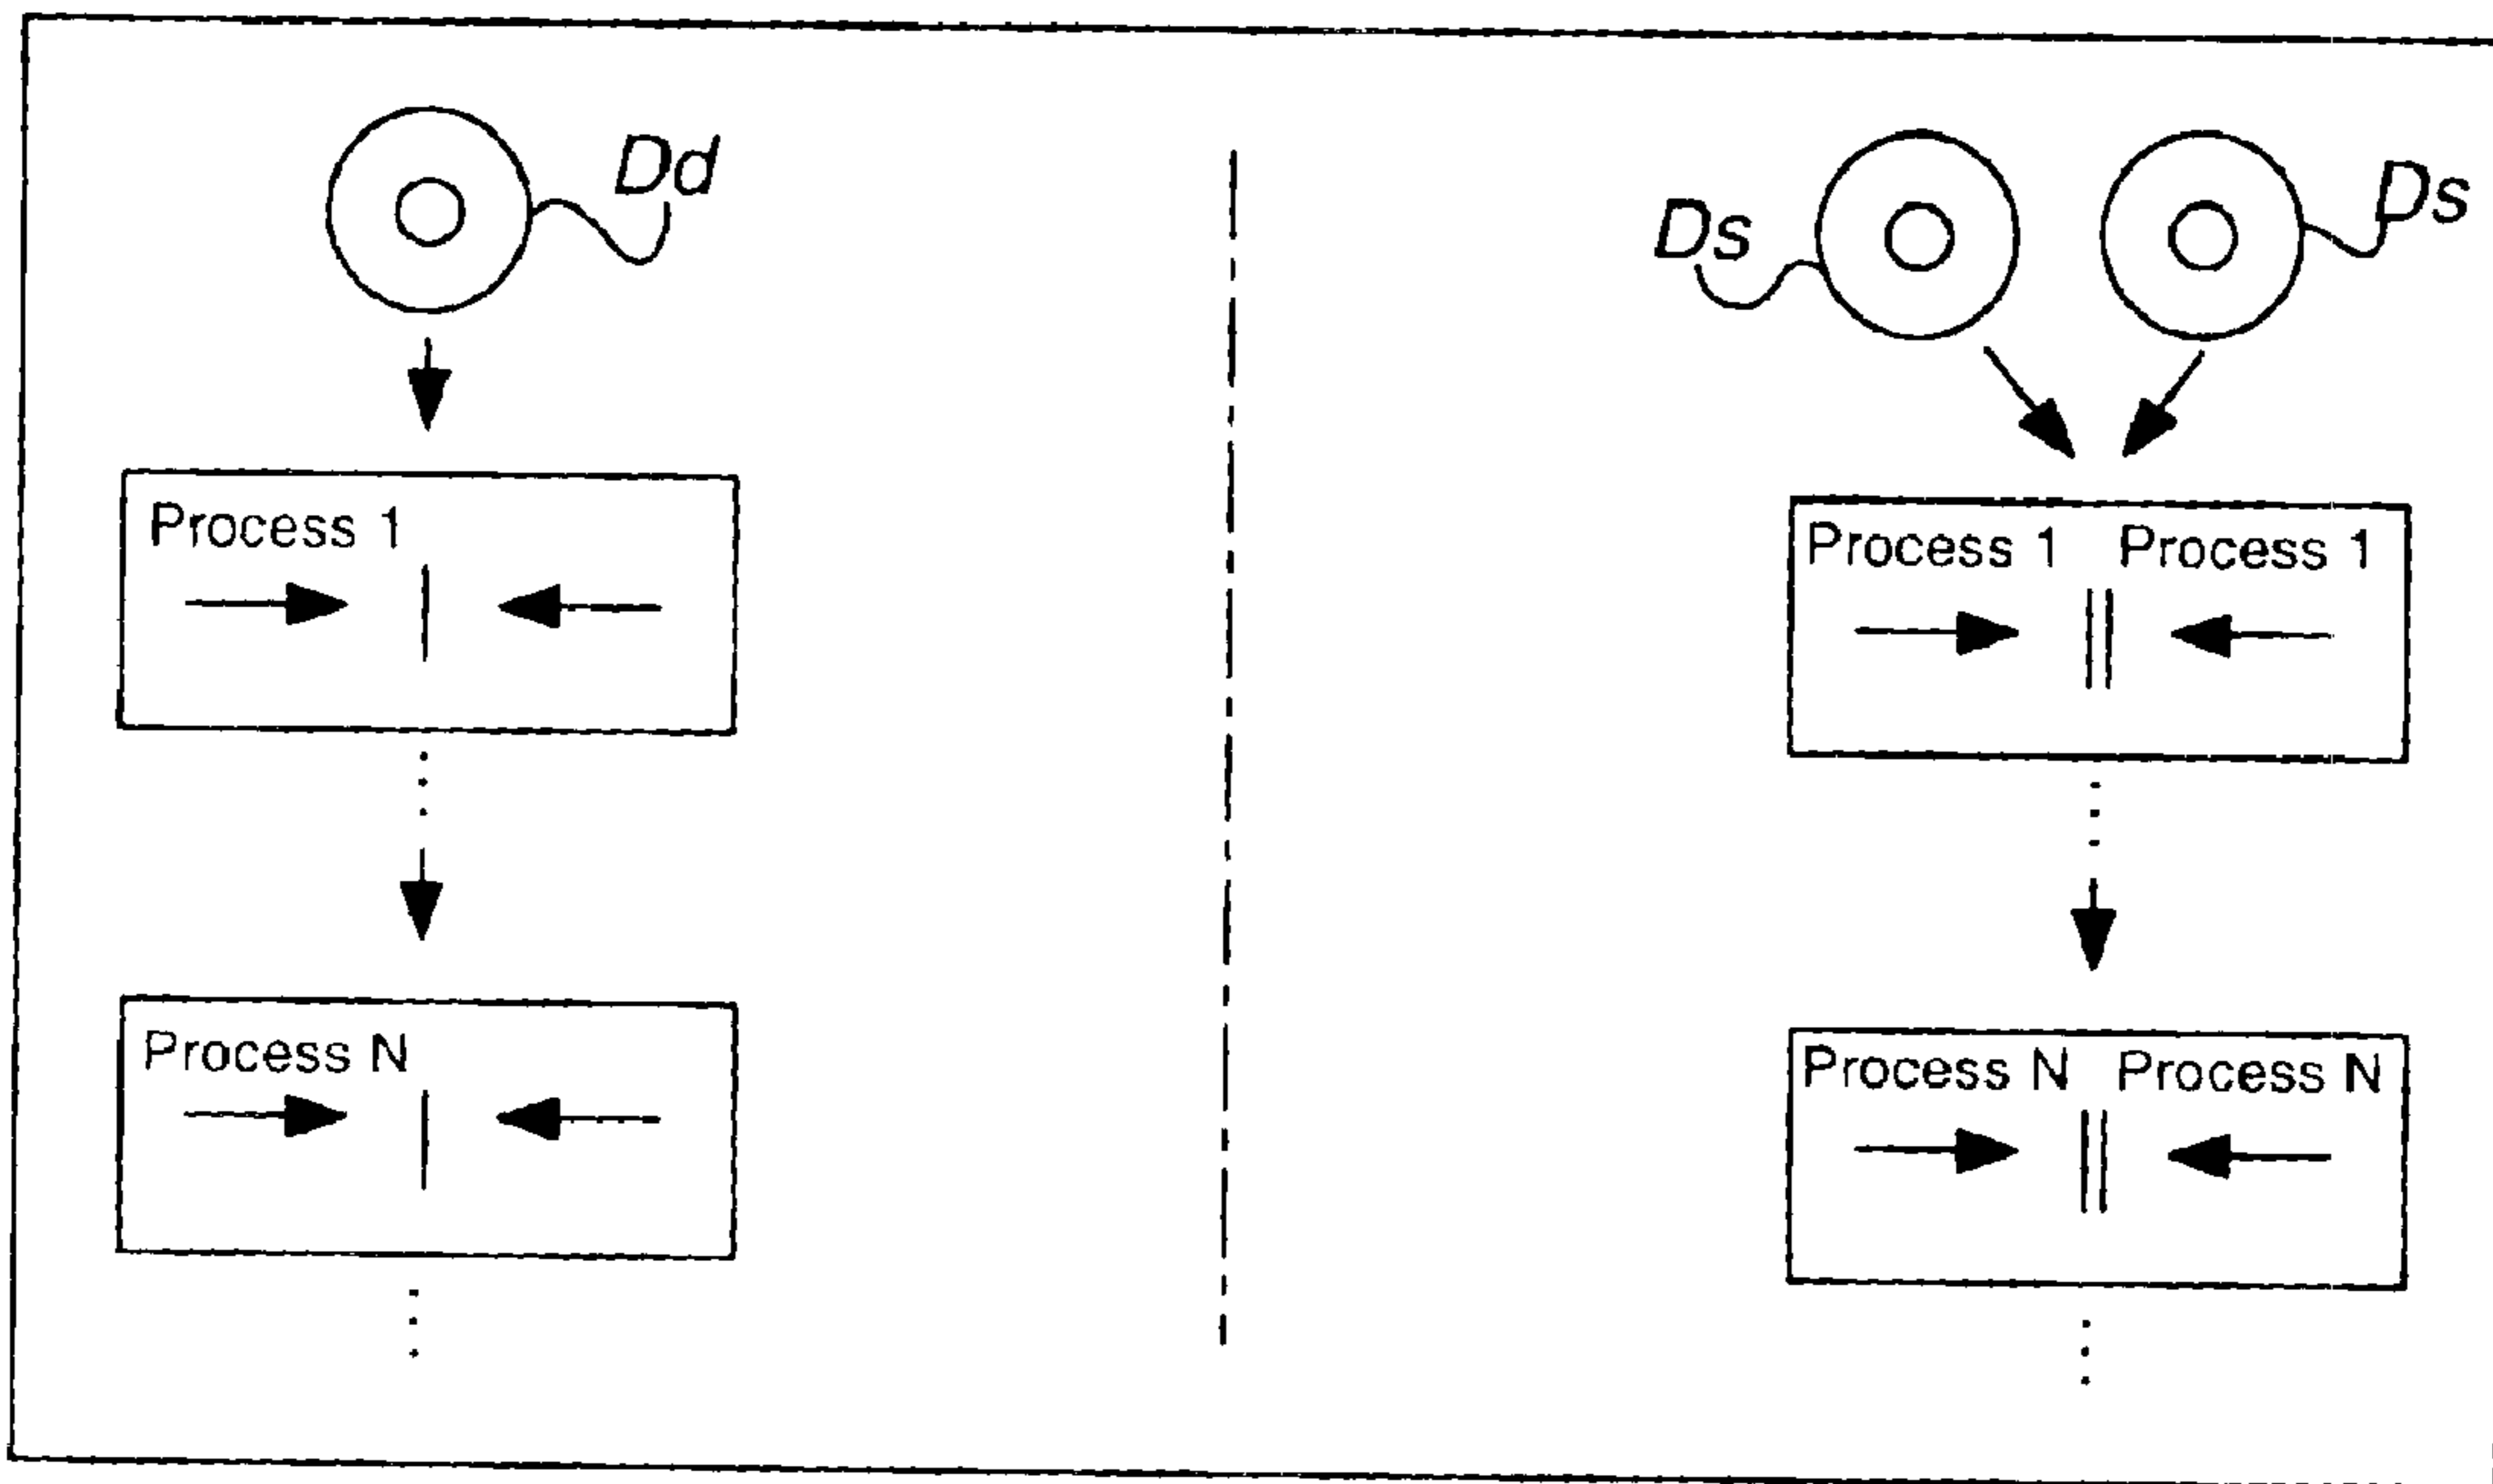 Dd
Process 1
Process N
Ds
Ds
Process 1 Process 1
Process N Process N